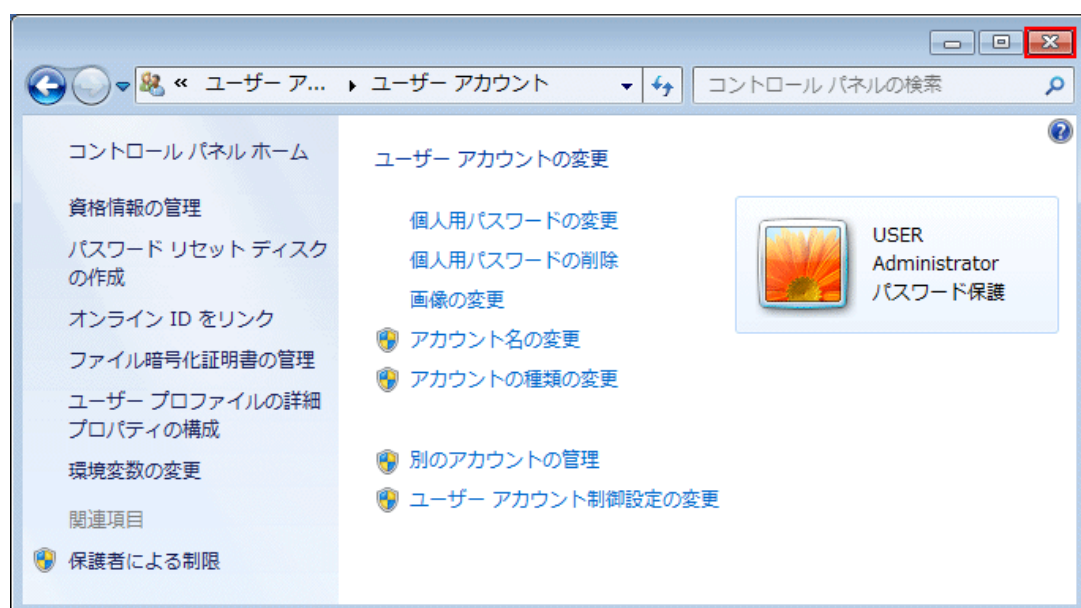 « ユーザー ア... ▸ ユーザー アカウント
コントロール パネルの検索
コントロール パネル ホーム
資格情報の管理
パスワード リセット ディスク
の作成
オンライン ID をリンク
ファイル暗号化証明書の管理
ユーザー プロファイルの詳細
プロパティの構成
環境変数の変更
関連項目
保護者による制限
ユーザー アカウントの変更
個人用パスワードの変更
個人用パスワードの削除
画像の変更
アカウント名の変更
アカウントの種類の変更
別のアカウントの管理
ユーザー アカウント制御設定の変更
USER
Administrator
パスワード保護